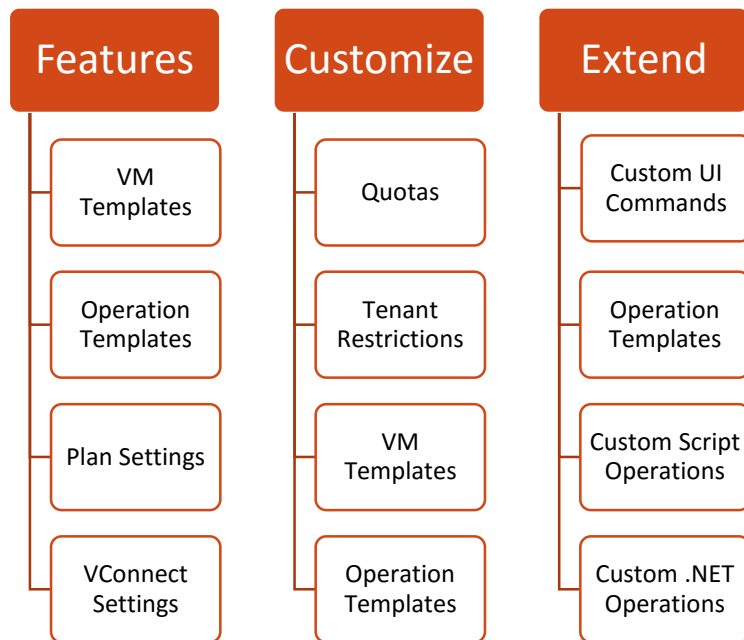 Features
VM
Templates
Operation
Templates
Plan Settings
VConnect
Settings
Customize
Quotas
Tenant
Restrictions
VM
Templates
Operation
Templates
Extend
Custom UI
Commands
Operation
Templates
Custom Script
Operations
Custom .NET
Operations